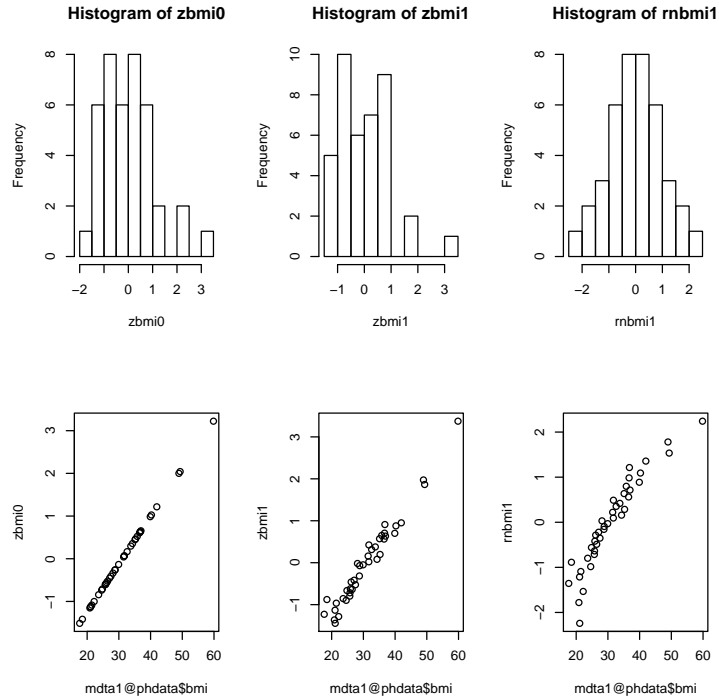 Histogram of zbmi0
Frequency
0 2 4 6 8
−2 0 1 2 3
zbmi0
Histogram of zbmi1
Frequency
0 2 4 6 8 10
−1 0 1 2 3
zbmi1
Histogram of rnbmi1
Frequency
0 2 4 6 8
−2 0 1 2
rnbmi1
zbmi0
−1 0 1 2 3
20 30 40 50 60
mdta1@phdata$bmi
zbmi1
−1 0 1 2 3
20 30 40 50 60
mdta1@phdata$bmi
rnbmi1
−2 −1 0 1 2
20 30 40 50 60
mdta1@phdata$bmi